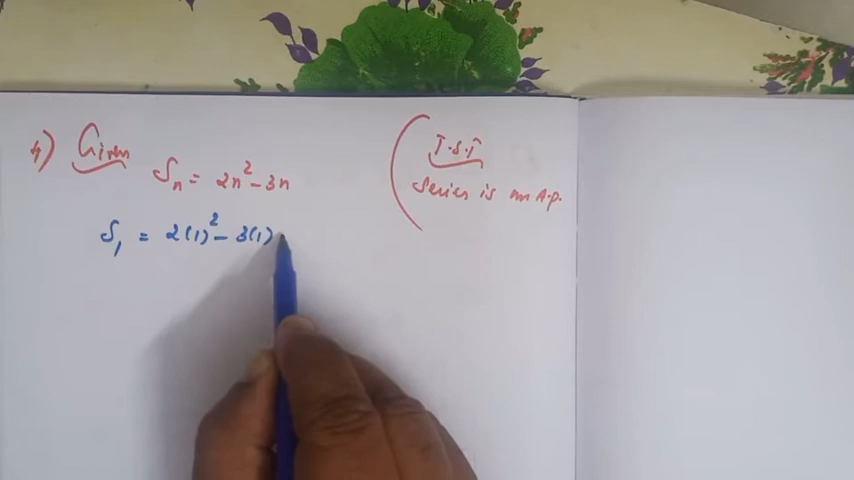 4) Given
Sₙ = 2n² - 3n
S₁ = 2(1)² - 3(1)
T.S.T
Series is an A.P.